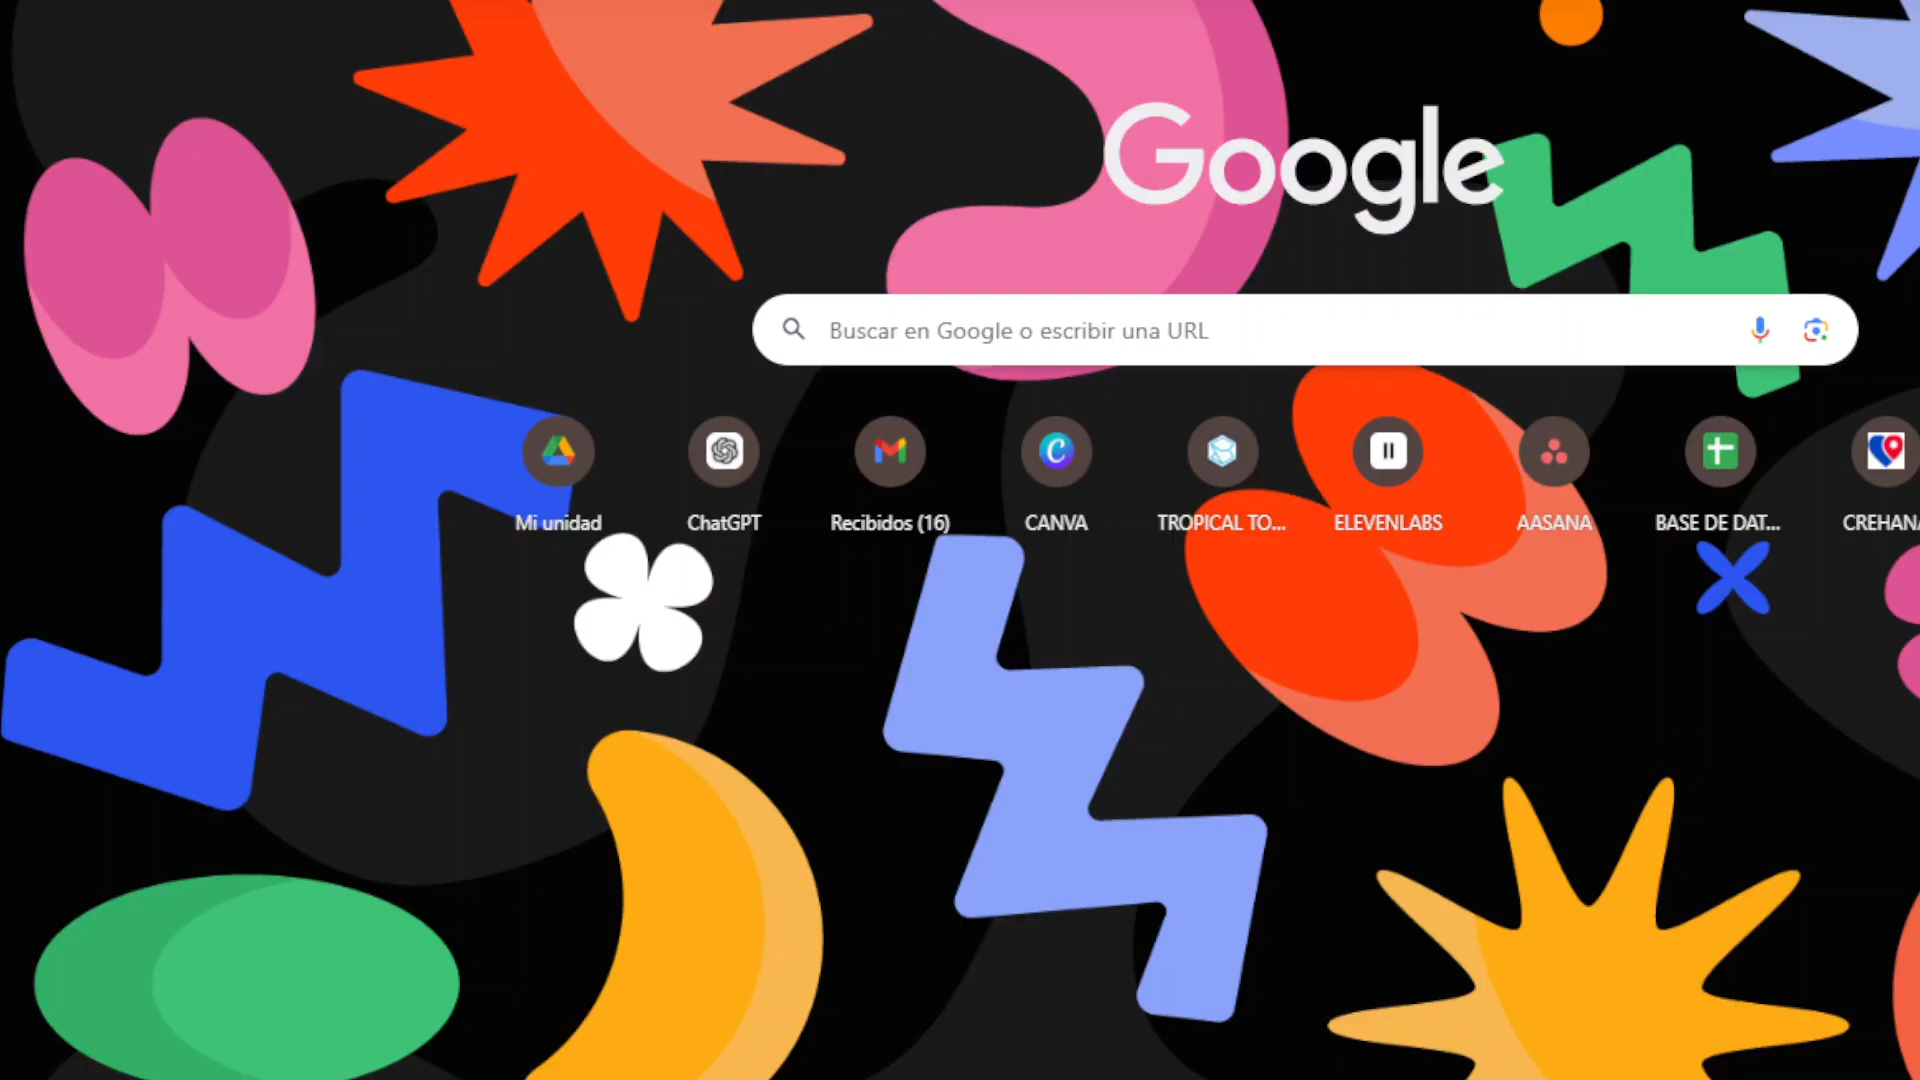 Google
Buscar en Google o escribir una URL
Mi unidad
ChatGPT
Recibidos (16)
CANVA
TROPICAL TO...
ELEVENLABS
AASANA
BASE DE DAT...
CREHANA